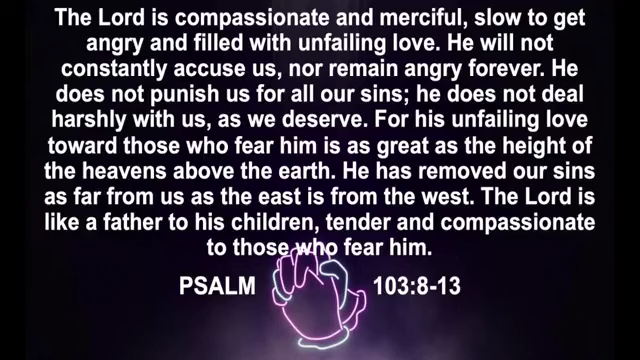 The Lord is compassionate and merciful, slow to get
angry and filled with unfailing love. He will not
constantly accuse us, nor remain angry forever. He
does not punish us for all our sins; he does not deal
harshly with us, as we deserve. For his unfailing love
toward those who fear him is as great as the height of
the heavens above the earth. He has removed our sins
as far from us as the east is from the west. The Lord is
like a father to his children, tender and compassionate
to those who fear him.
PSALM 103:8-13